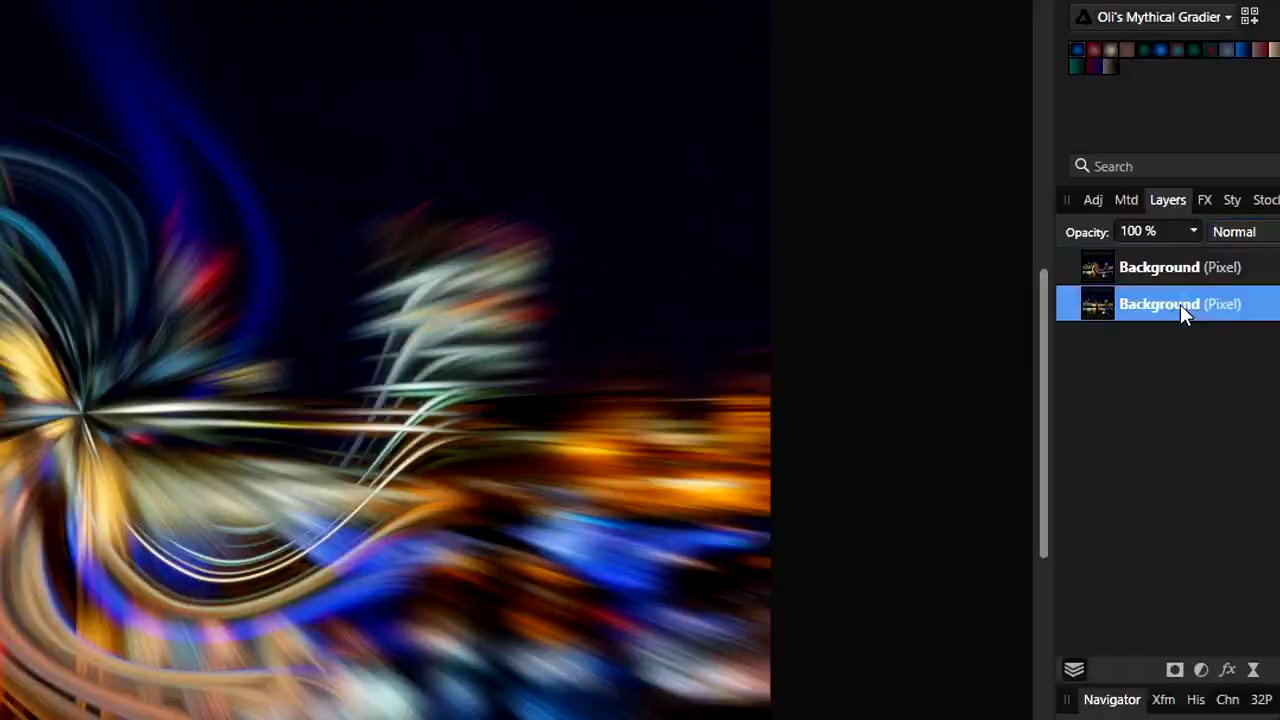 Oli's Mythical Gradier
Search
Adj Mtd Layers FX Sty Stoc
Opacity: 100 % Normal
Background (Pixel)
Background (Pixel)
fx
Navigator Xfm His Chn 32P